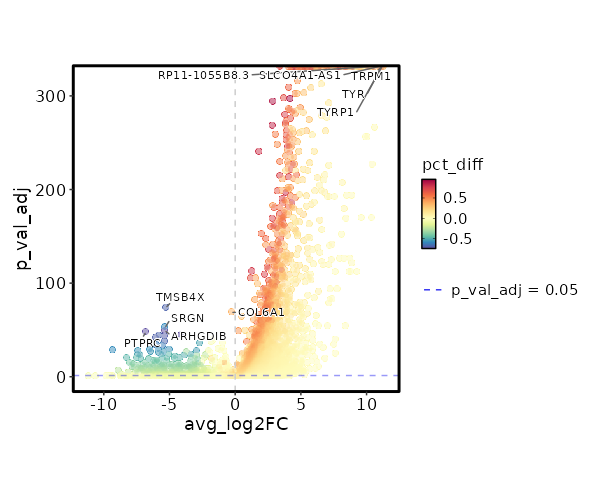 RP11-1055B8.3
SLCO4A1-AS1
TRPM1
TYR
TYRP1
TMSB4X
SRGN
ARHGDIB
PTPRC
COL6A1
300
200
100
0
p_val_adj
-10
-5
0
5
10
avg_log2FC
pct_diff
0.5
0.0
-0.5
p_val_adj = 0.05